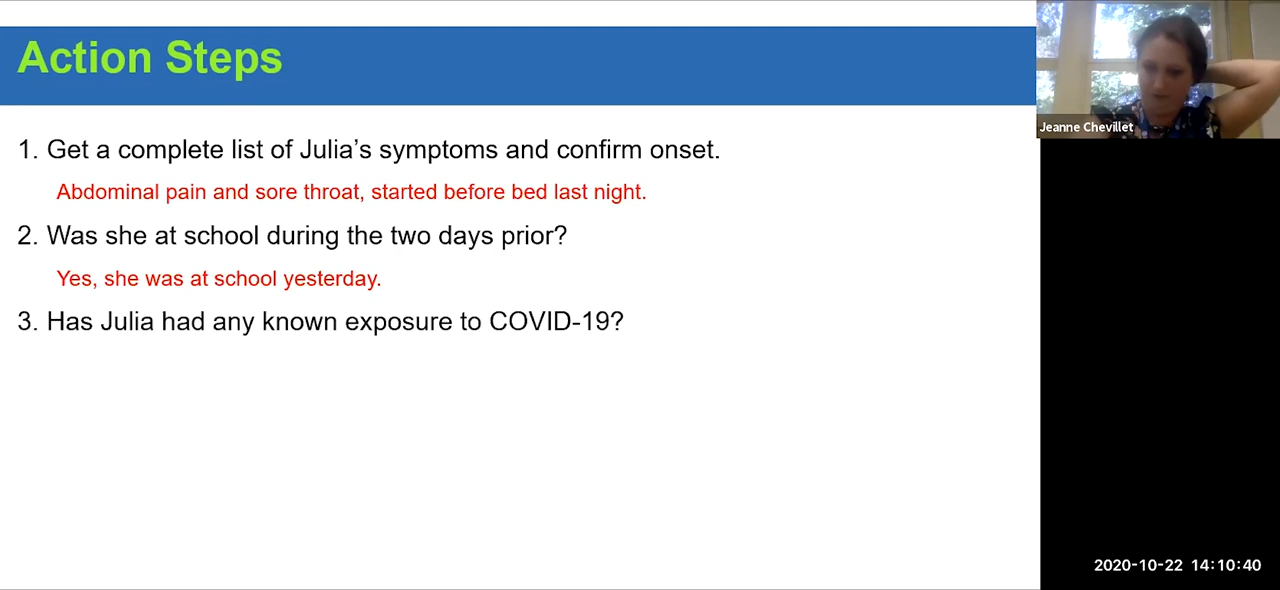 Action Steps
Jeanne Chevillet
1. Get a complete list of Julia’s symptoms and confirm onset.
Abdominal pain and sore throat, started before bed last night.
2. Was she at school during the two days prior?
Yes, she was at school yesterday.
3. Has Julia had any known exposure to COVID-19?
2020-10-22 14:10:40